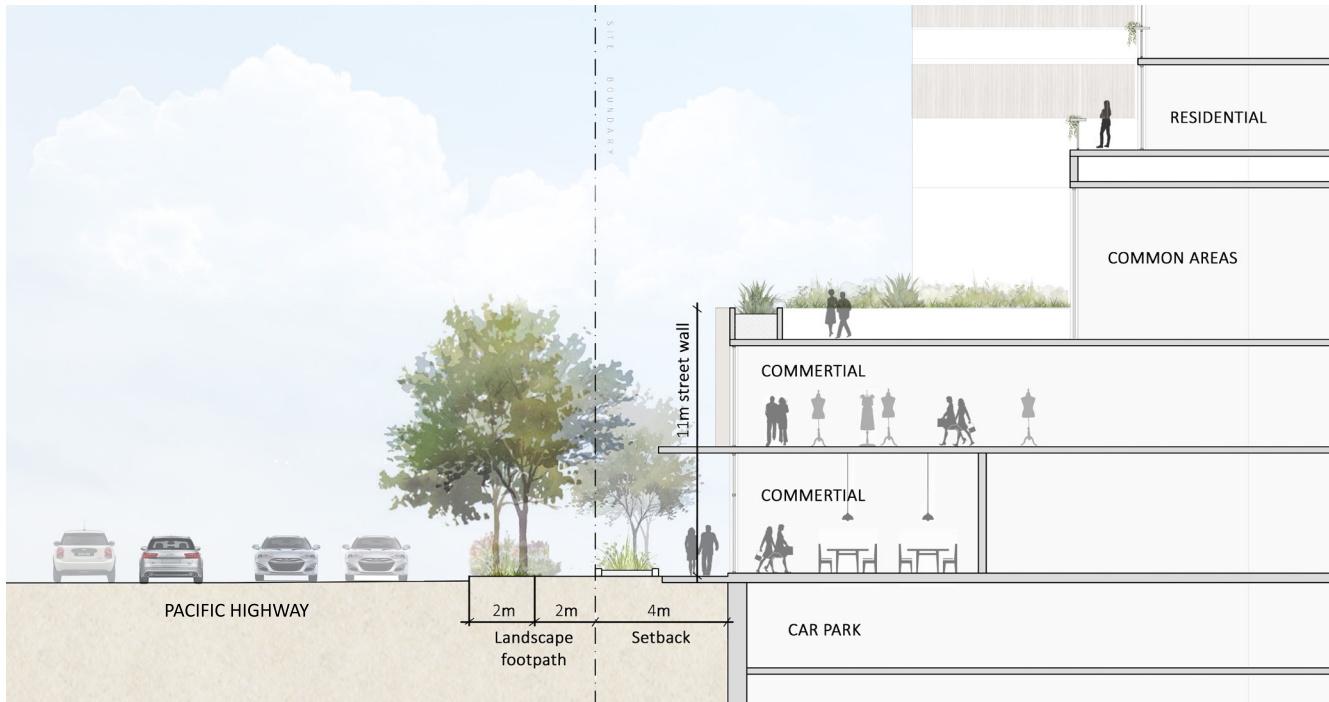 SITE BOUNDARY
RESIDENTIAL
COMMON AREAS
11m street wall
COMMERTIAL
COMMERTIAL
PACIFIC HIGHWAY
2m
2m
4m
Landscape
footpath
Setback
CAR PARK